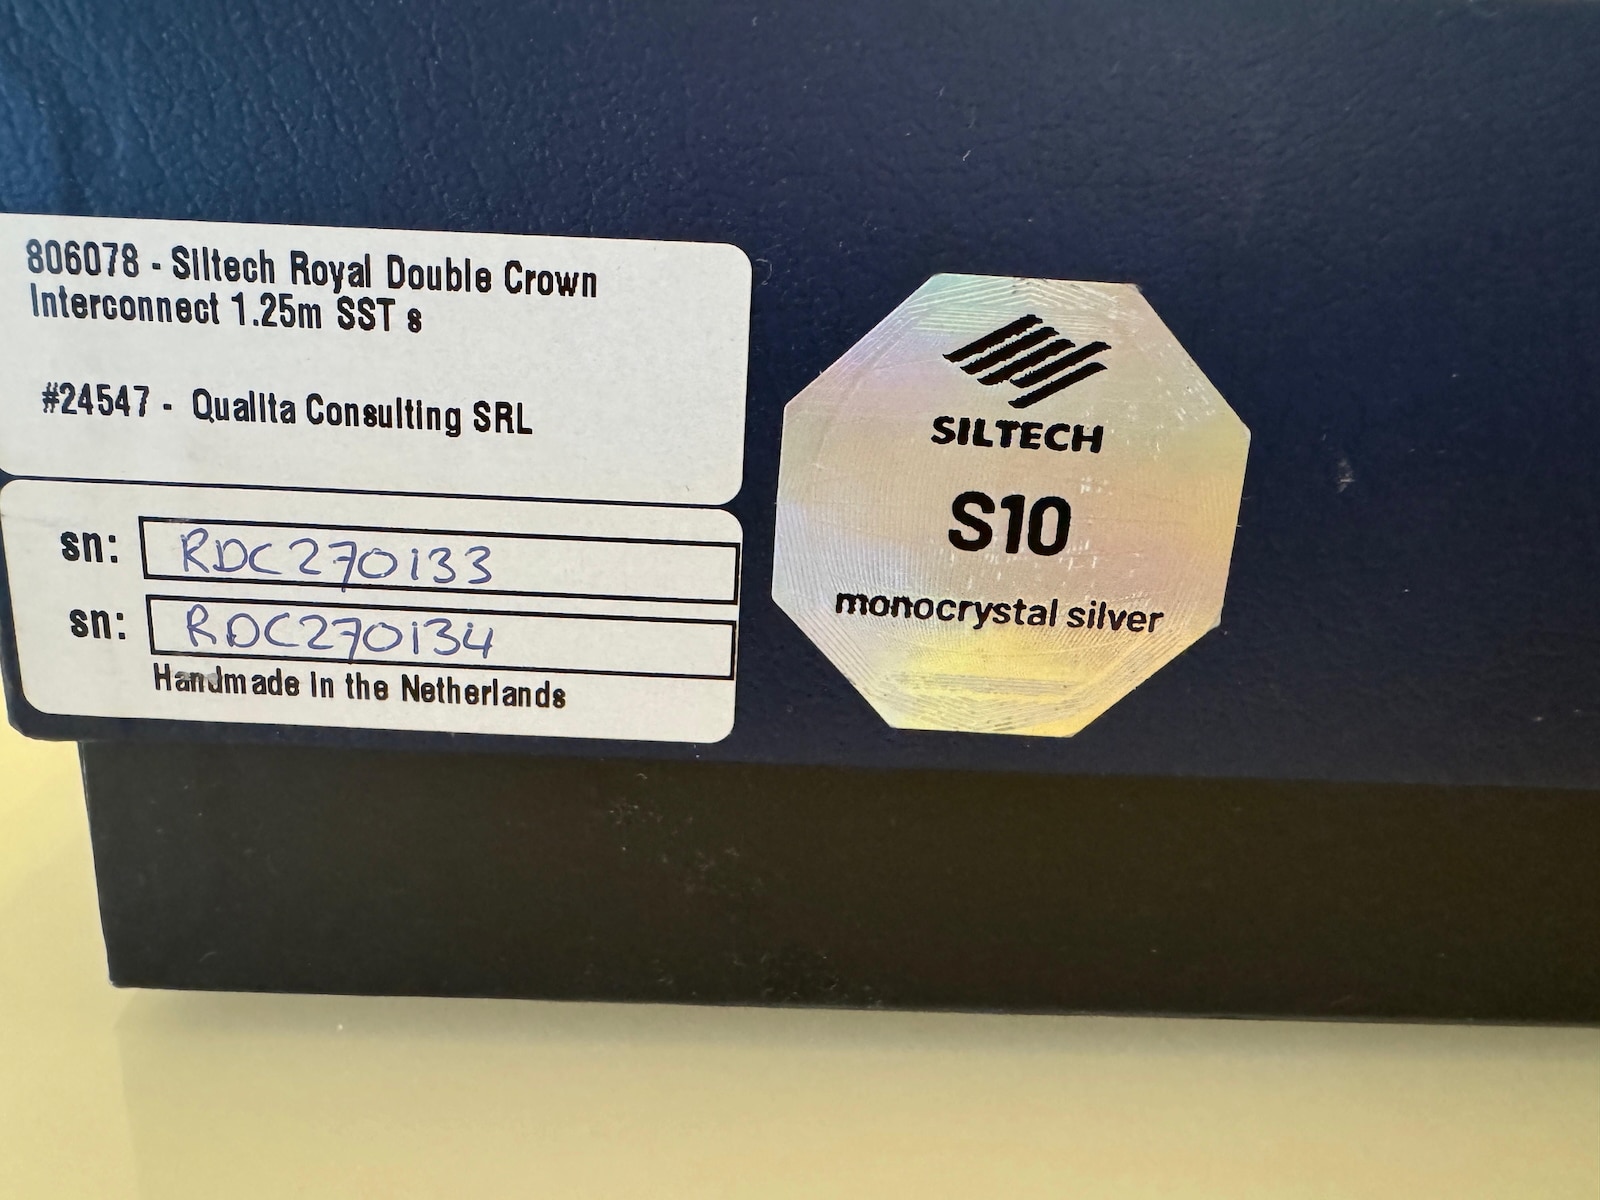 806078 - Siltech Royal Double Crown
Interconnect 1.25m SST s
#24547 - Qualita Consulting SRL
sn: RDC270133
sn: RDC270134
Handmade in the Netherlands
SILTECH
S10
monocrystal silver